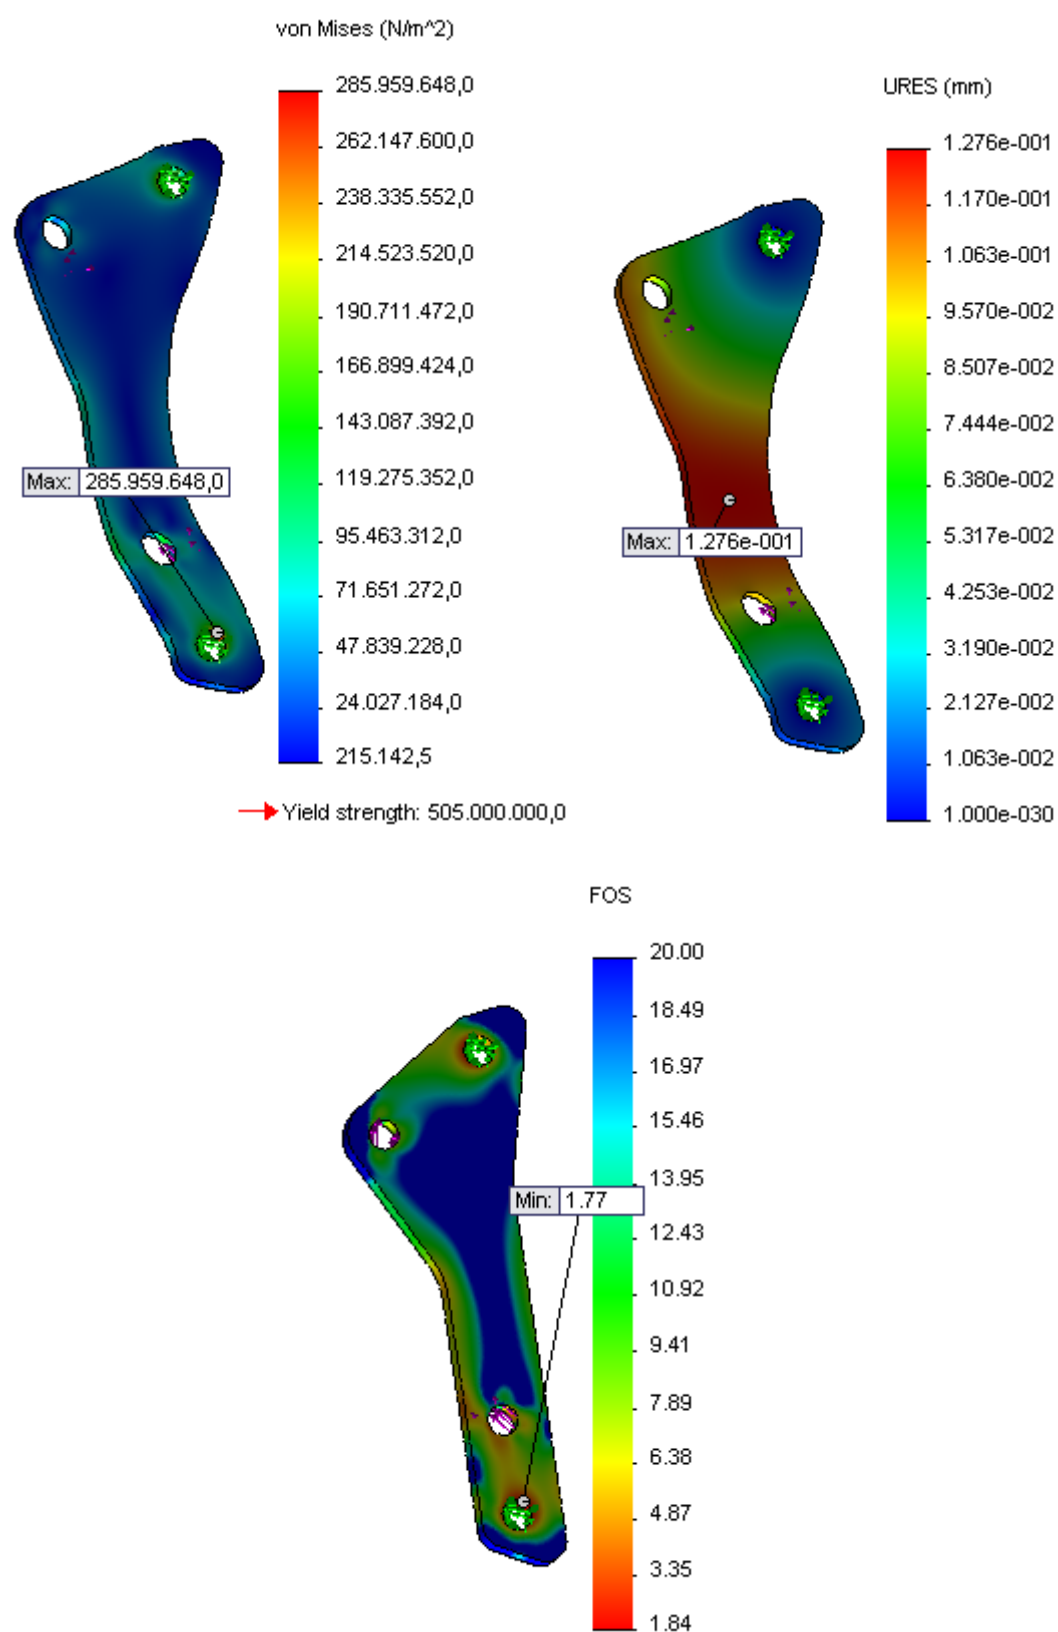 von Mises (N/m^2)
285.959.648,0
262.147.600,0
238.335.552,0
214.523.520,0
190.711.472,0
166.899.424,0
143.087.392,0
119.275.352,0
95.463.312,0
71.651.272,0
47.839.228,0
24.027.184,0
215.142,5
Max: 285.959.648,0
Yield strength: 505.000.000,0
URES (mm)
1.276e-001
1.170e-001
1.063e-001
9.570e-002
8.507e-002
7.444e-002
6.380e-002
5.317e-002
4.253e-002
3.190e-002
2.127e-002
1.063e-002
1.000e-030
Max: 1.276e-001
FOS
20.00
18.49
16.97
15.46
13.95
12.43
10.92
9.41
7.89
6.38
4.87
3.35
1.84
Min: 1.77